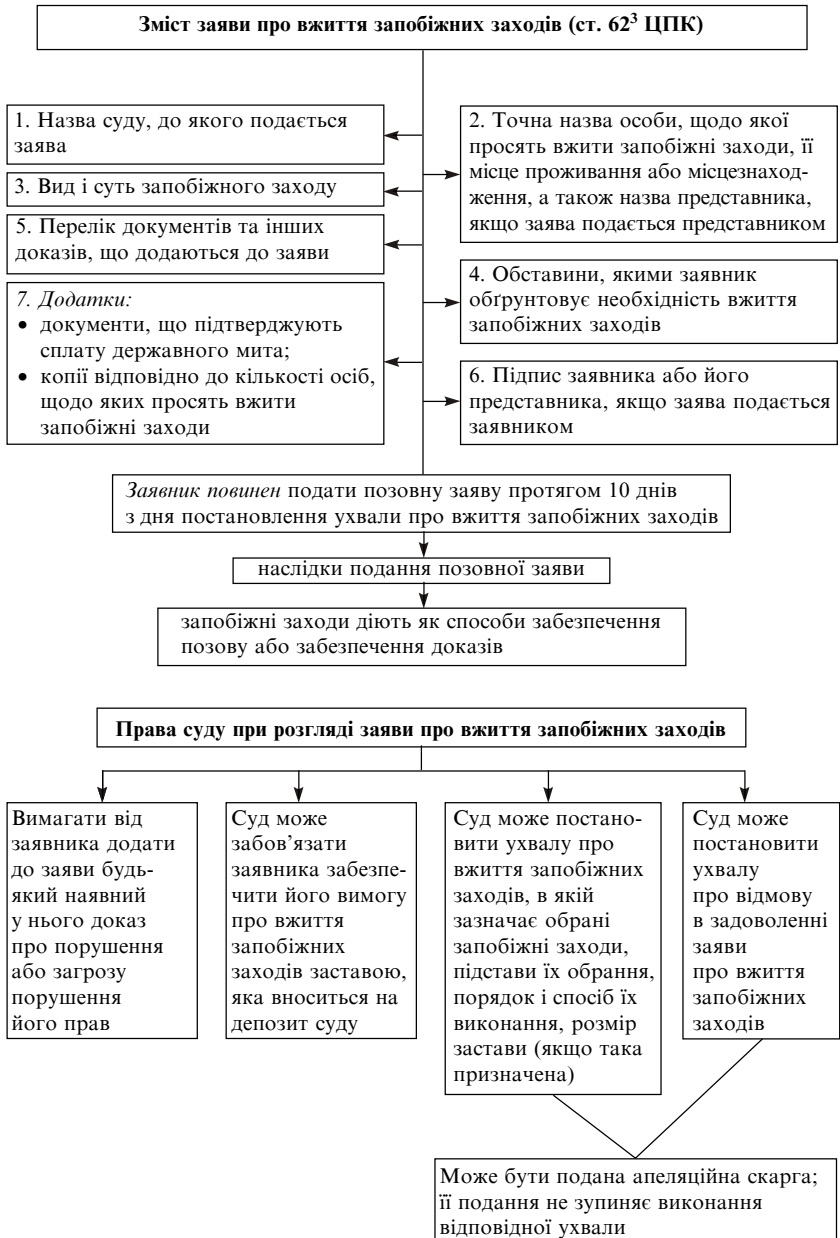 Зміст заяви про вжиття запобіжних заходів (ст. 62³ ЦПК)
1. Назва суду, до якого подається
заява
2. Точна назва особи, щодо якої
просять вжити запобіжні заходи, її
місце проживання або місцезнаход-
ження, а також назва представника,
якщо заява подається представником
3. Вид і суть запобіжного заходу
4. Обставини, якими заявник
обґрунтовує необхідність вжиття
запобіжних заходів
5. Перелік документів та інших
доказів, що додаються до заяви
6. Підпис заявника або його
представника, якщо заява подається
заявником
7. Додатки:
• документи, що підтверджують
сплату державного мита;
• копії відповідно до кількості осіб,
щодо яких просять вжити
запобіжні заходи
Заявник повинен подати позовну заяву протягом 10 днів
з дня постановлення ухвали про вжиття запобіжних заходів
наслідки подання позовної заяви
запобіжні заходи діють як способи забезпечення
позову або забезпечення доказів
Права суду при розгляді заяви про вжиття запобіжних заходів
Вимагати від
заявника додати
до заяви будь-
який наявний
у нього доказ
про порушення
або загрозу
порушення
його прав
Суд може
забов’язати
заявника забезпе-
чити його вимогу
про вжиття
запобіжних
заходів заставою,
яка вноситься на
депозит суду
Суд може постано-
вити ухвалу про
вжиття запобіжних
заходів, в якій
зазначає обрані
запобіжні заходи,
підстави їх обрання,
порядок і спосіб їх
виконання, розмір
застави (якщо така
призначена)
Суд може
постановити
ухвалу
про відмову
в задоволенні
заяви
про вжиття
запобіжних
заходів
Може бути подана апеляційна скарга;
її подання не зупиняє виконання
відповідної ухвали